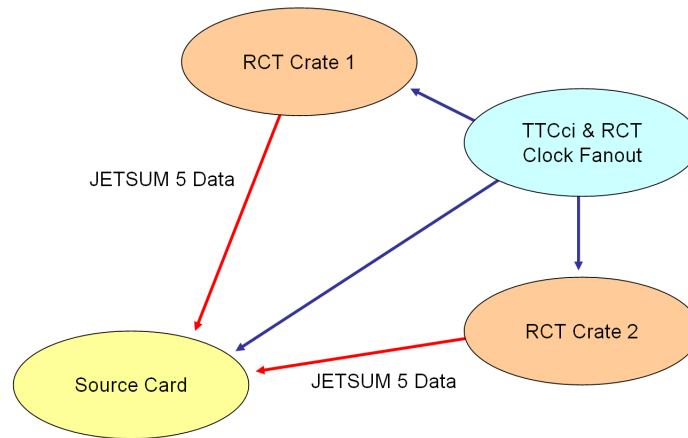 RCT Crate 1
TTCci & RCT
Clock Fanout
JETSUM 5 Data
RCT Crate 2
Source Card
JETSUM 5 Data